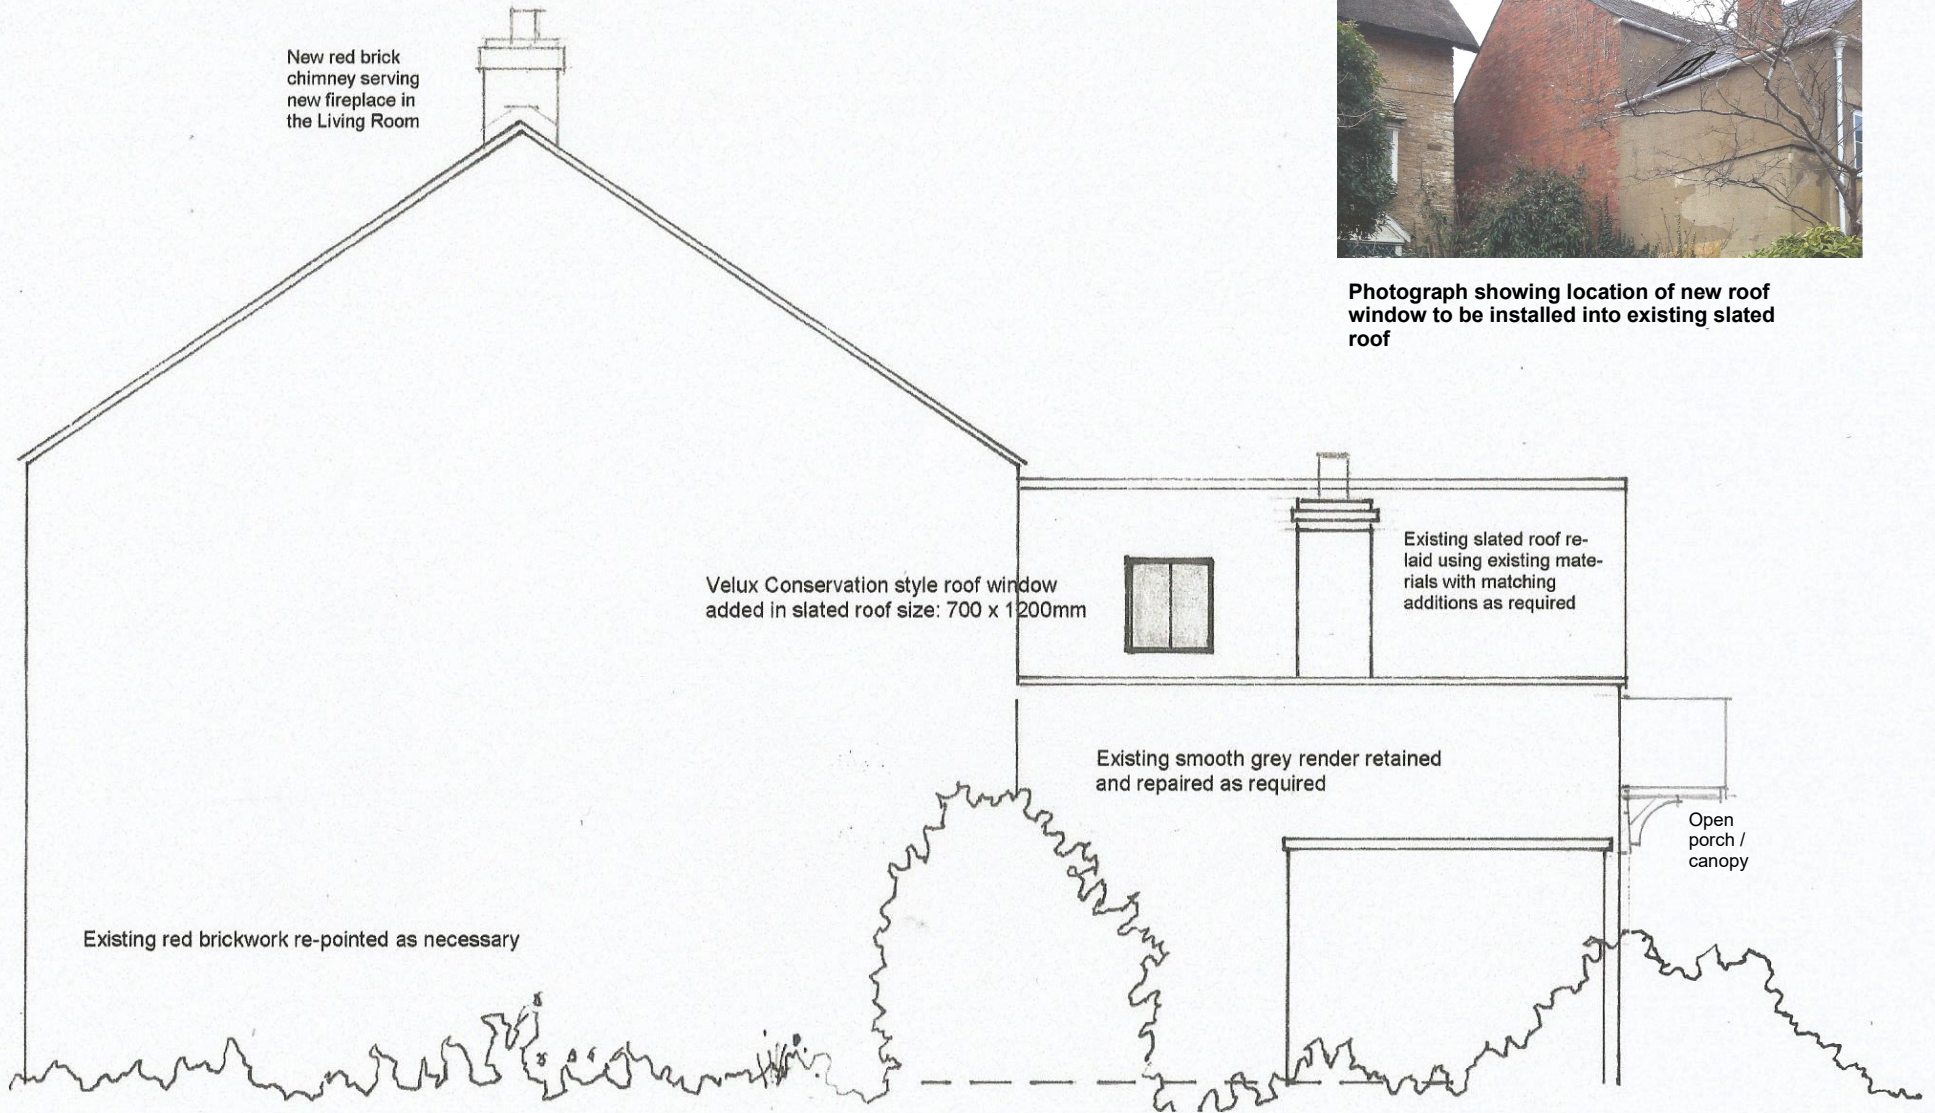 New red brick
chimney serving
new fireplace in
the Living Room
Photograph showing location of new roof
window to be installed into existing slated
roof
Velux Conservation style roof window
added in slated roof size: 700 x 1200mm
Existing slated roof re-
laid using existing mate-
rials with matching
additions as required
Existing smooth grey render retained
and repaired as required
Open
porch /
canopy
Existing red brickwork re-pointed as necessary